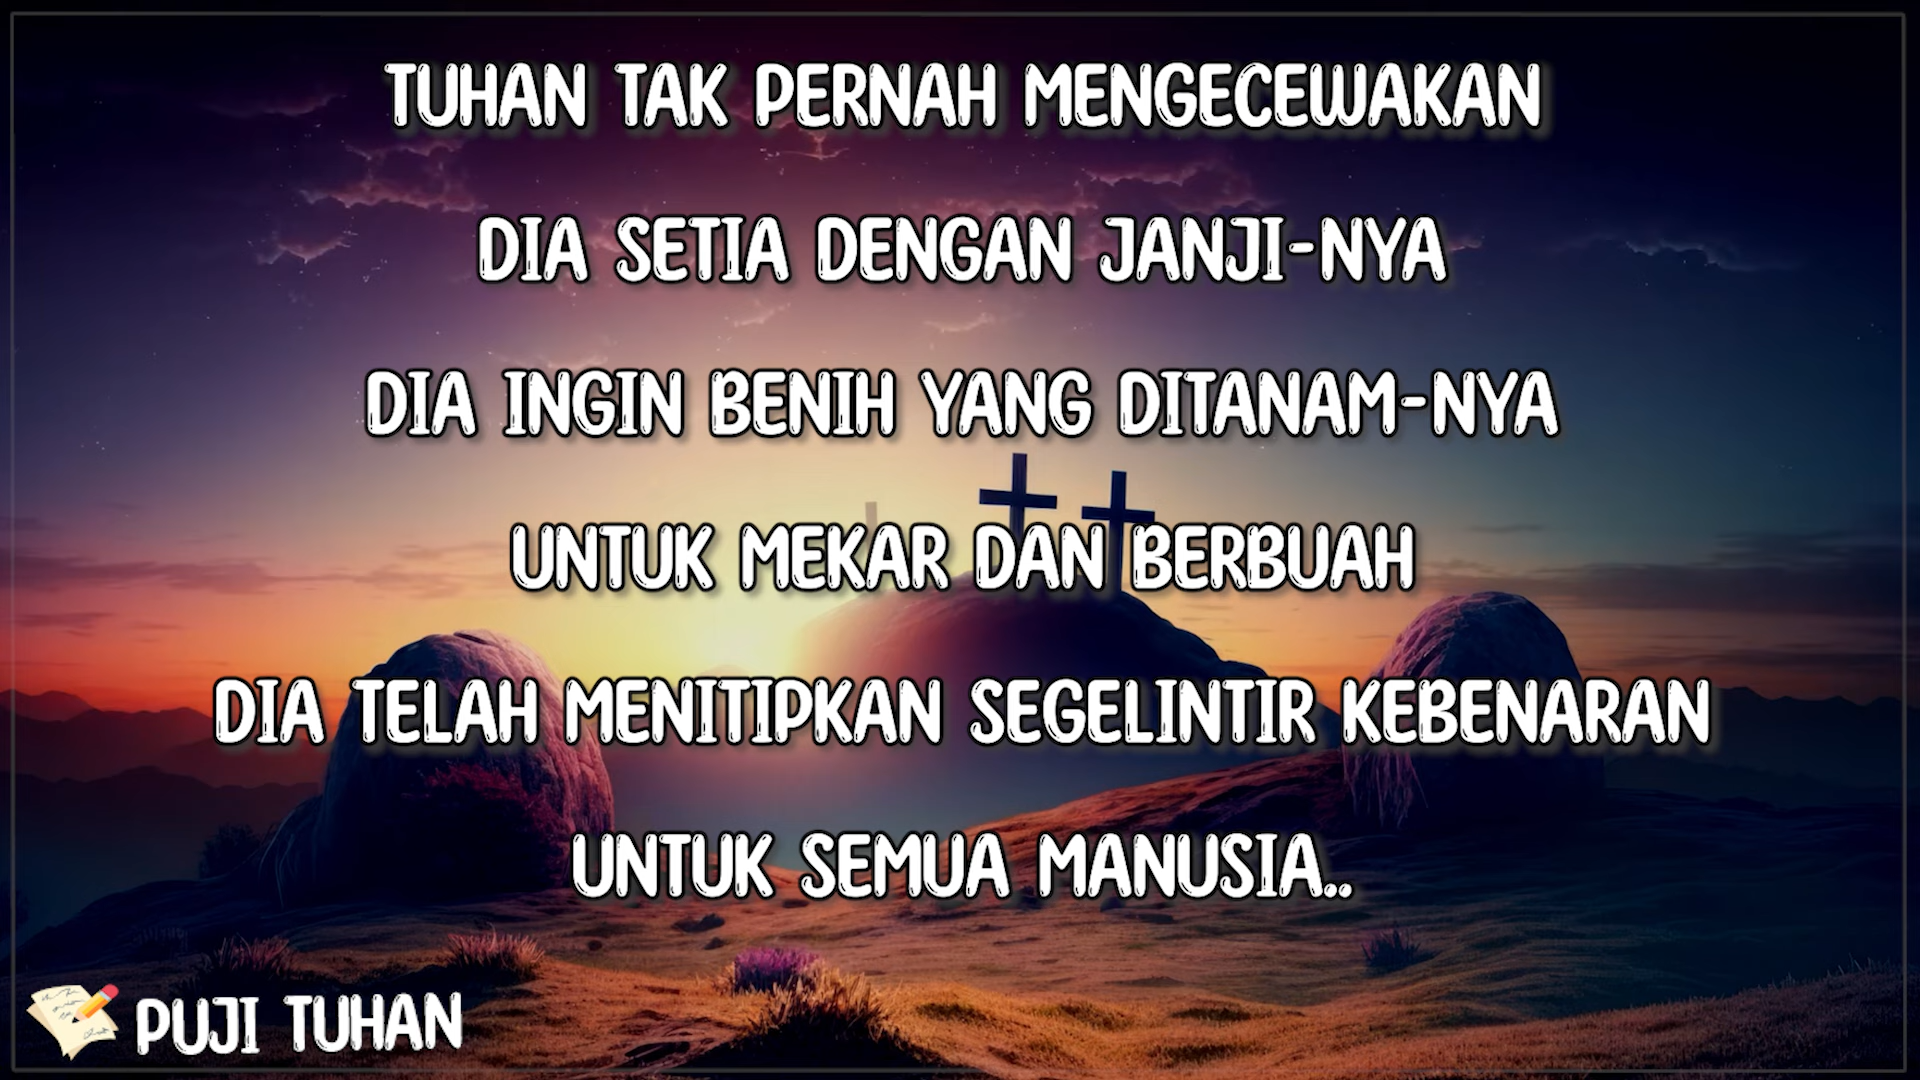 TUHAN TAK PERNAH MENGECEWAKAN
DIA SETIA DENGAN JANJI-NYA
DIA INGIN BENIH YANG DITANAM-NYA
UNTUK MEKAR DAN BERBUAH
DIA TELAH MENITIPKAN SEGELINTIR KEBENARAN
UNTUK SEMUA MANUSIA..
PUJI TUHAN